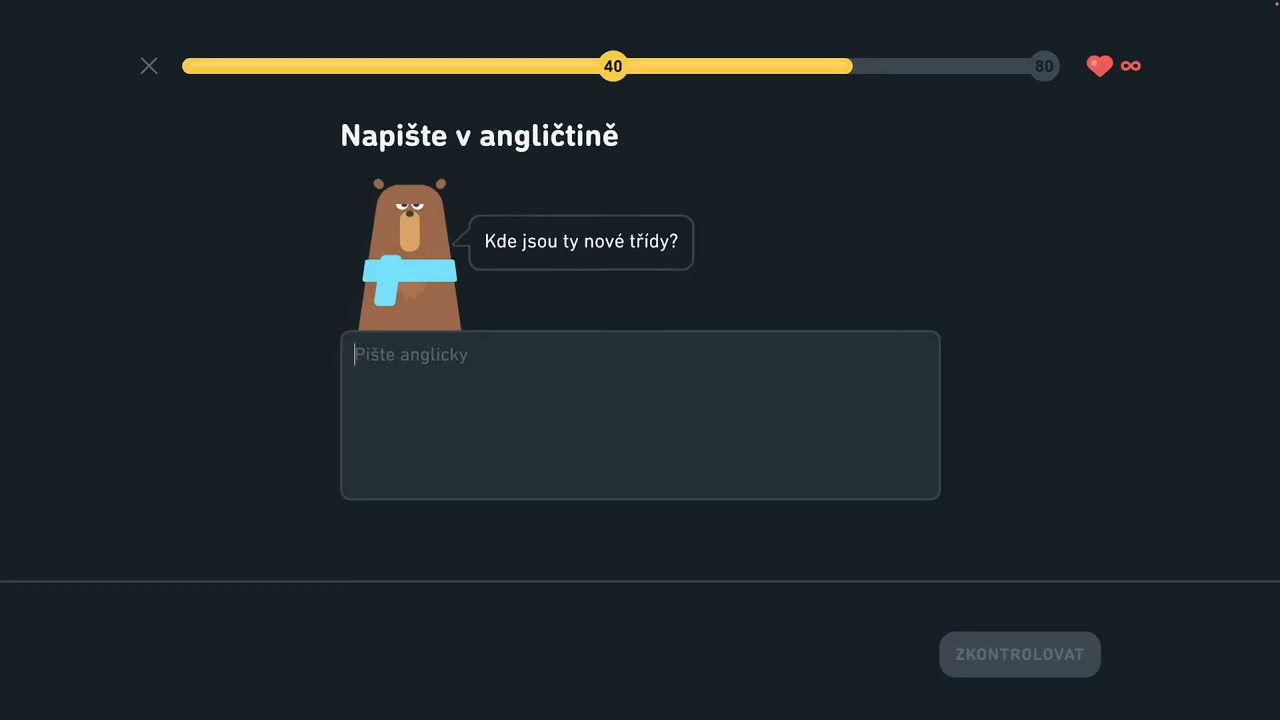 40
80
∞
Napište v angličtině
Kde jsou ty nové třídy?
Pište anglicky
ZKONTROLOVAT